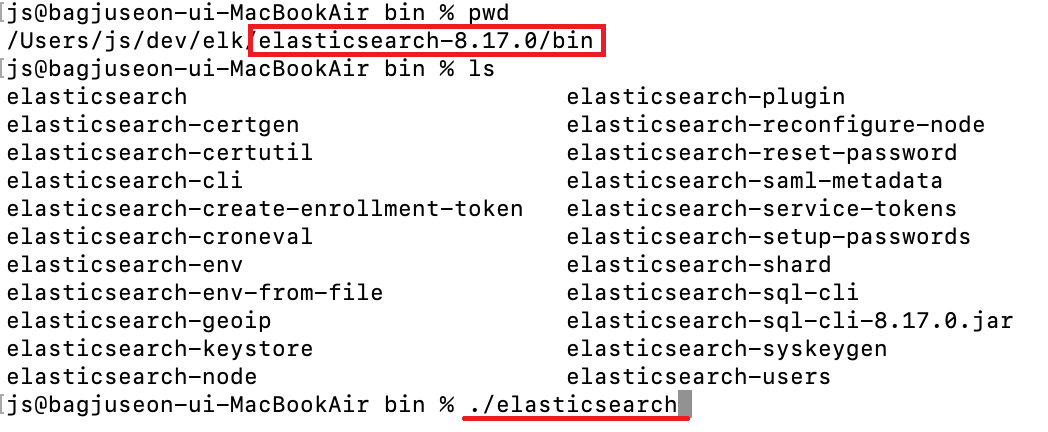 [js@bagjuseon-ui-MacBookAir bin % pwd
/Users/js/dev/elk/elasticsearch-8.17.0/bin
[js@bagjuseon-ui-MacBookAir bin % ls
elasticsearch elasticsearch-plugin
elasticsearch-certgen elasticsearch-reconfigure-node
elasticsearch-certutil elasticsearch-reset-password
elasticsearch-cli elasticsearch-saml-metadata
elasticsearch-create-enrollment-token elasticsearch-service-tokens
elasticsearch-croneval elasticsearch-setup-passwords
elasticsearch-env elasticsearch-shard
elasticsearch-env-from-file elasticsearch-sql-cli
elasticsearch-geoip elasticsearch-sql-cli-8.17.0.jar
elasticsearch-keystore elasticsearch-syskeygen
elasticsearch-node elasticsearch-users
[js@bagjuseon-ui-MacBookAir bin % ./elasticsearch